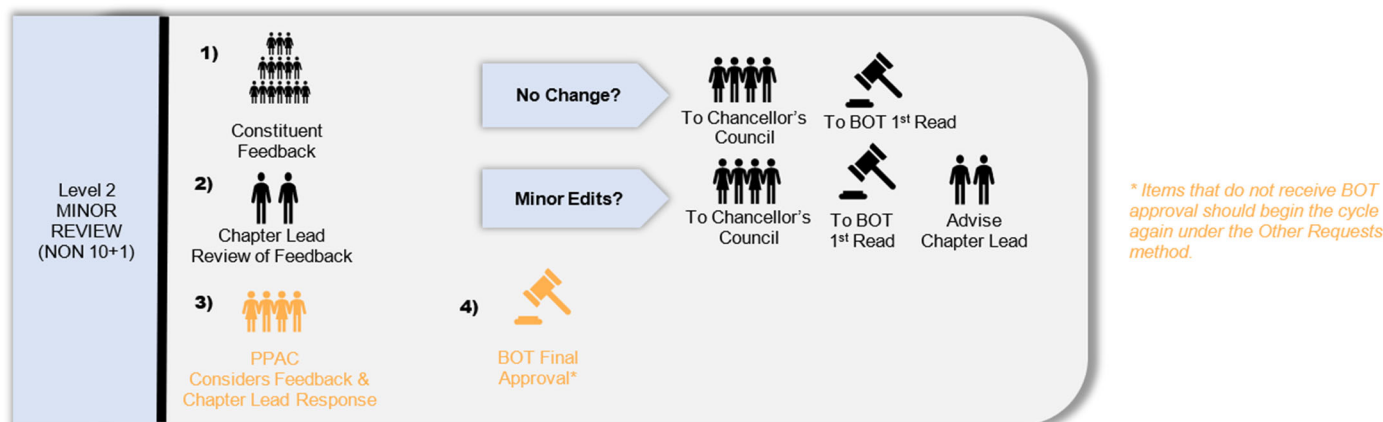 Level 2
MINOR
REVIEW
(NON 10+1)
1)
Constituent
Feedback
2)
Chapter Lead
Review of Feedback
3)
PPAC
Considers Feedback &
Chapter Lead Response
No Change?
To Chancellor's
Council
To BOT 1st Read
Minor Edits?
To Chancellor's
Council
To BOT
1st Read
Advise
Chapter Lead
4)
BOT Final
Approval*
* Items that do not receive BOT
approval should begin the cycle
again under the Other Requests
method.